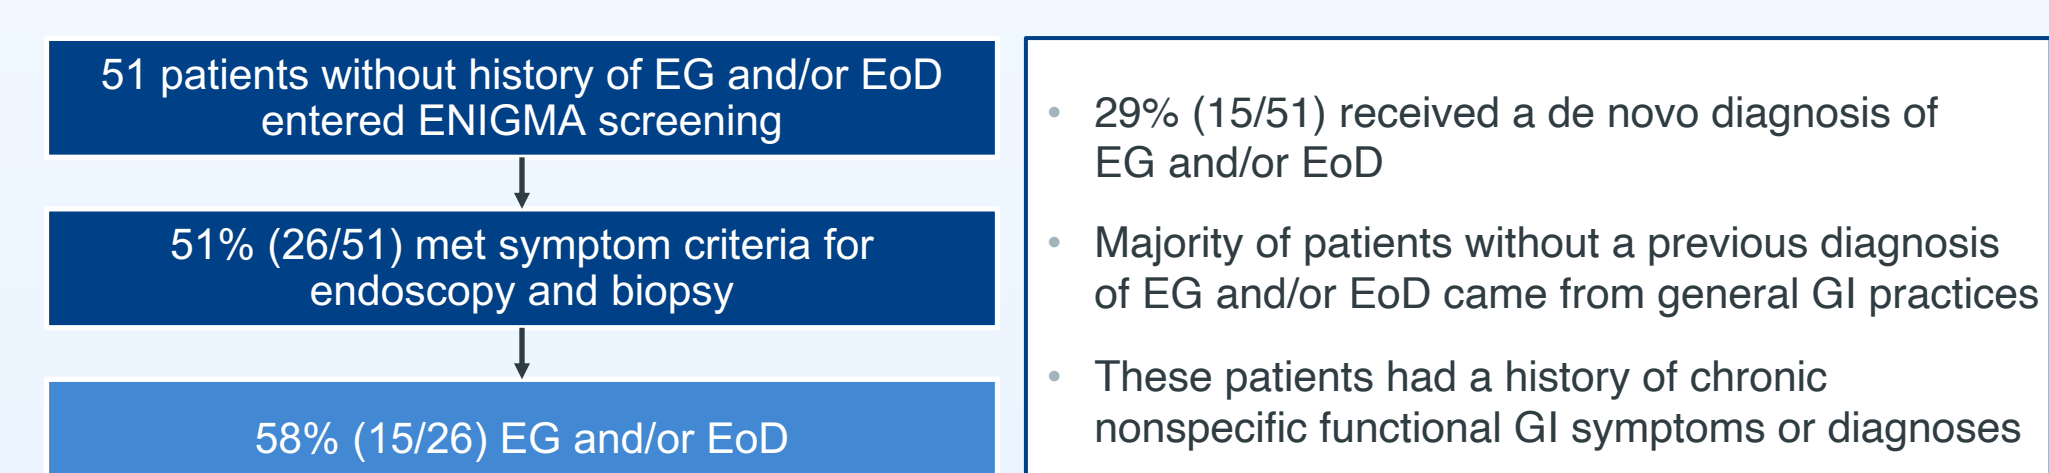 51 patients without history of EG and/or EoD
entered ENIGMA screening
51% (26/51) met symptom criteria for
endoscopy and biopsy
58% (15/26) EG and/or EoD
• 29% (15/51) received a de novo diagnosis of
EG and/or EoD
• Majority of patients without a previous diagnosis
of EG and/or EoD came from general GI practices
• These patients had a history of chronic
nonspecific functional GI symptoms or diagnoses